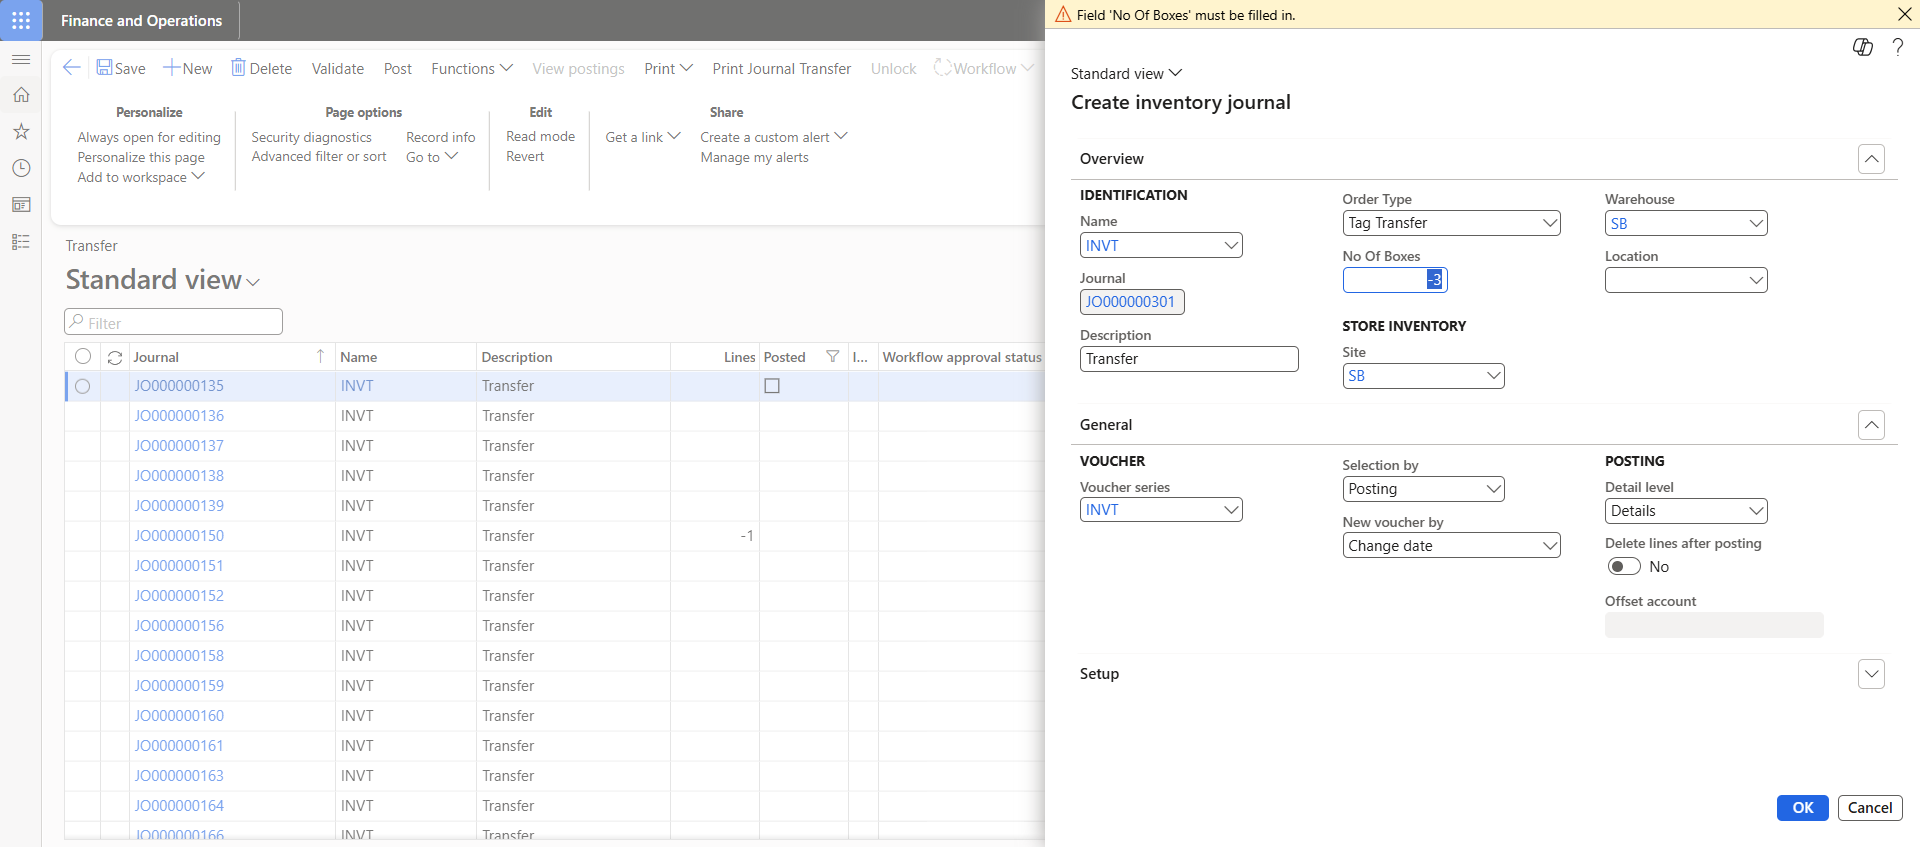 Finance and Operations
Save New Delete Validate Post Functions View postings Print Print Journal Transfer Unlock Workflow
Personalize
Always open for editing
Personalize this page
Add to workspace
Page options
Security diagnostics Record info
Advanced filter or sort Go to
Edit
Read mode
Revert
Share
Get a link Create a custom alert
Manage my alerts
Transfer
Standard view
Filter
Journal Name Description Lines Posted I... Workflow approval status
JO000000135 INVT Transfer
JO000000136 INVT Transfer
JO000000137 INVT Transfer
JO000000138 INVT Transfer
JO000000139 INVT Transfer
JO000000150 INVT Transfer -1
JO000000151 INVT Transfer
JO000000152 INVT Transfer
JO000000156 INVT Transfer
JO000000158 INVT Transfer
JO000000159 INVT Transfer
JO000000160 INVT Transfer
JO000000161 INVT Transfer
JO000000163 INVT Transfer
JO000000164 INVT Transfer
JO000000166 INVT Transfer
Field 'No Of Boxes' must be filled in.
?
Standard view
Create inventory journal
Overview
IDENTIFICATION
Name
INVT
Journal
JO000000301
Description
Transfer
Order Type
Tag Transfer
No Of Boxes
-3
STORE INVENTORY
Site
SB
Warehouse
SB
Location
General
VOUCHER
Voucher series
INVT
Selection by
Posting
New voucher by
Change date
POSTING
Detail level
Details
Delete lines after posting
No
Offset account
Setup
OK Cancel